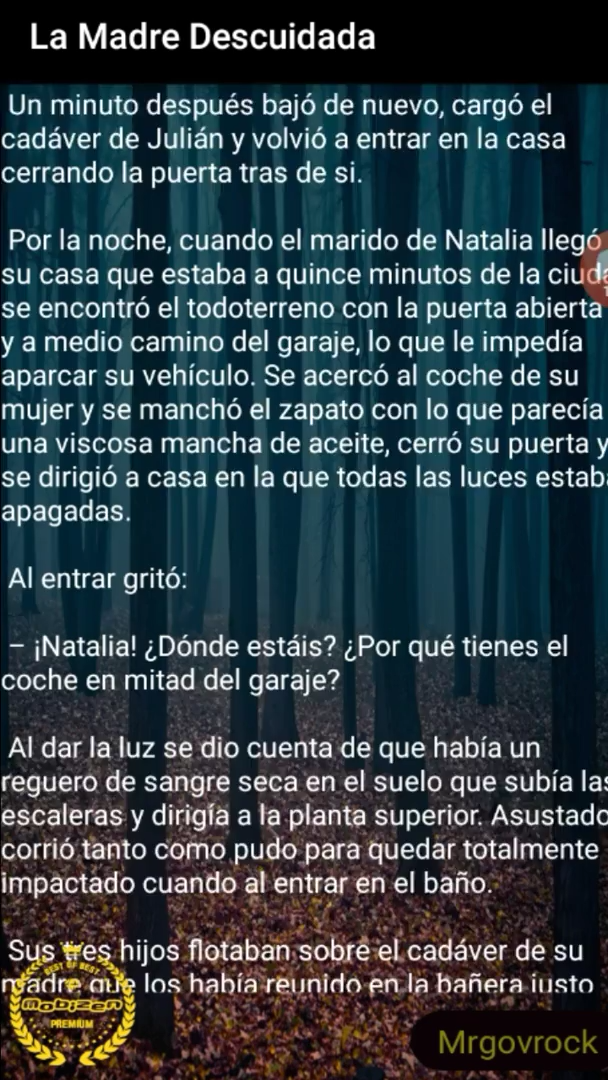 La Madre Descuidada
Un minuto después bajó de nuevo, cargó el
cadáver de Julián y volvió a entrar en la casa
cerrando la puerta tras de si.
Por la noche, cuando el marido de Natalia llegó
su casa que estaba a quince minutos de la ciuda
se encontró el todoterreno con la puerta abierta
y a medio camino del garaje, lo que le impedía
aparcar su vehículo. Se acercó al coche de su
mujer y se manchó el zapato con lo que parecía
una viscosa mancha de aceite, cerró su puerta y
se dirigió a casa en la que todas las luces estaba
apagadas.
Al entrar gritó:
– ¡Natalia! ¿Dónde estáis? ¿Por qué tienes el
coche en mitad del garaje?
Al dar la luz se dio cuenta de que había un
reguero de sangre seca en el suelo que subía las
escaleras y dirigía a la planta superior. Asustado
corrió tanto como pudo para quedar totalmente
impactado cuando al entrar en el baño.
Sus tres hijos flotaban sobre el cadáver de su
madre que los había reunido en la bañera justo
BEST OF BEST
Mobizen
PREMIUM
Mrgovrock